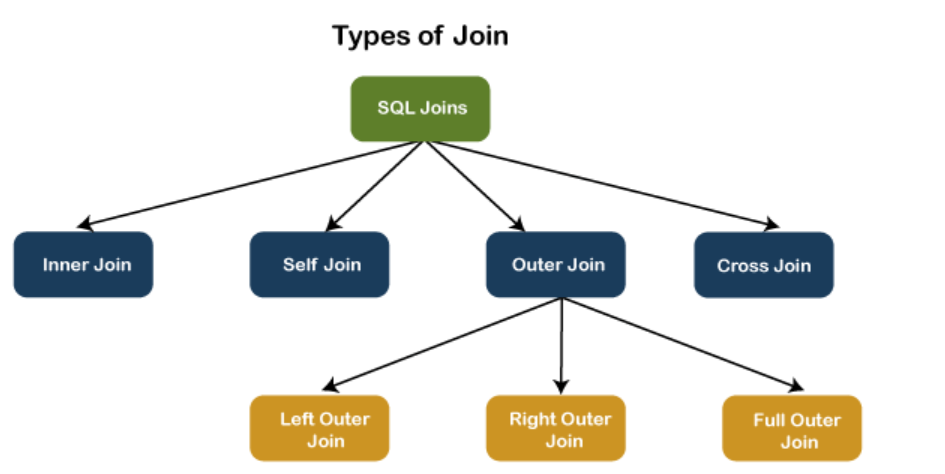 Types of Join
SQL Joins
Inner Join
Self Join
Outer Join
Cross Join
Left Outer
Join
Right Outer
Join
Full Outer
Join